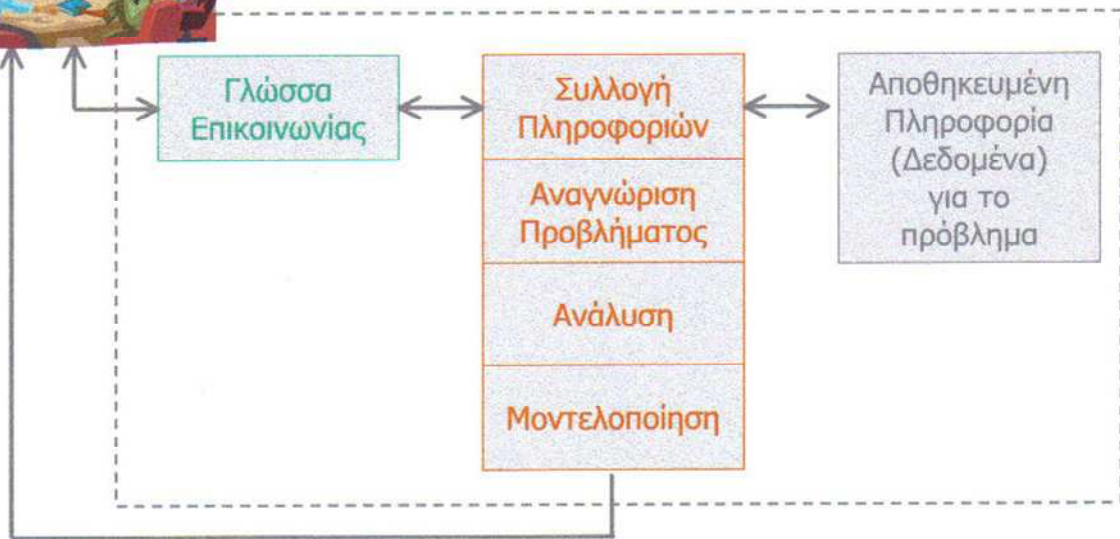 Γλώσσα
Επικοινωνίας
Συλλογή
Πληροφοριών
Αναγνώριση
Προβλήματος
Ανάλυση
Μοντελοποίηση
Αποθηκευμένη
Πληροφορία
(Δεδομένα)
για το
πρόβλημα